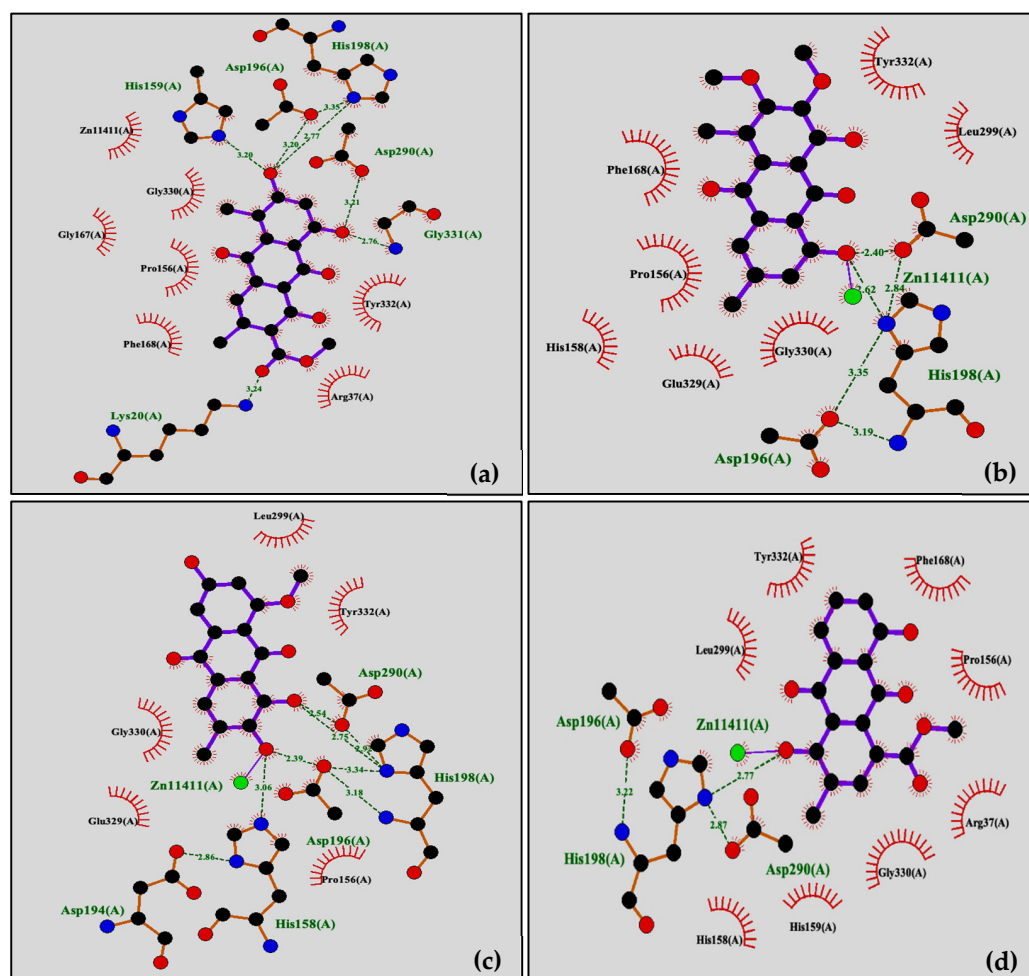 His198(A)
Asp196(A)
His159(A)
3.35
Zn11411(A)
3.20
2.77
3.20
Asp290(A)
Gly330(A)
3.21
Gly167(A)
2.76
Gly331(A)
Pro156(A)
Tyr332(A)
Phe168(A)
3.24
Arg37(A)
Lys20(A)
(a)
Tyr332(A)
Leu299(A)
Phe168(A)
Asp290(A)
2.40
Pro156(A)
Zn11411(A)
2.62
2.84
His158(A)
Gly330(A)
Glu329(A)
3.35
His198(A)
3.19
Asp196(A)
(b)
Leu299(A)
Tyr332(A)
Asp290(A)
2.54
2.75
Gly330(A)
2.39
3.34
His198(A)
Zn11411(A)
3.06
3.18
Glu329(A)
Asp196(A)
2.86
Pro156(A)
Asp194(A)
His158(A)
(c)
Tyr332(A)
Phe168(A)
Leu299(A)
Pro156(A)
Asp196(A)
Zn11411(A)
2.77
3.22
2.87
Arg37(A)
His198(A)
Asp290(A)
Gly330(A)
His159(A)
His158(A)
(d)